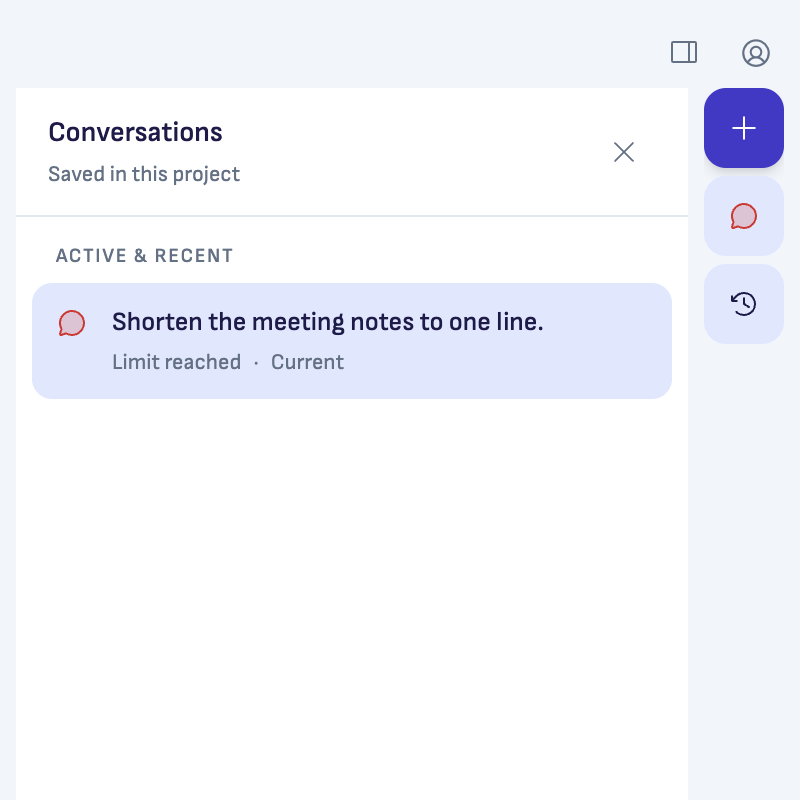 Conversations
Saved in this project
ACTIVE & RECENT
Shorten the meeting notes to one line.
Limit reached · Current